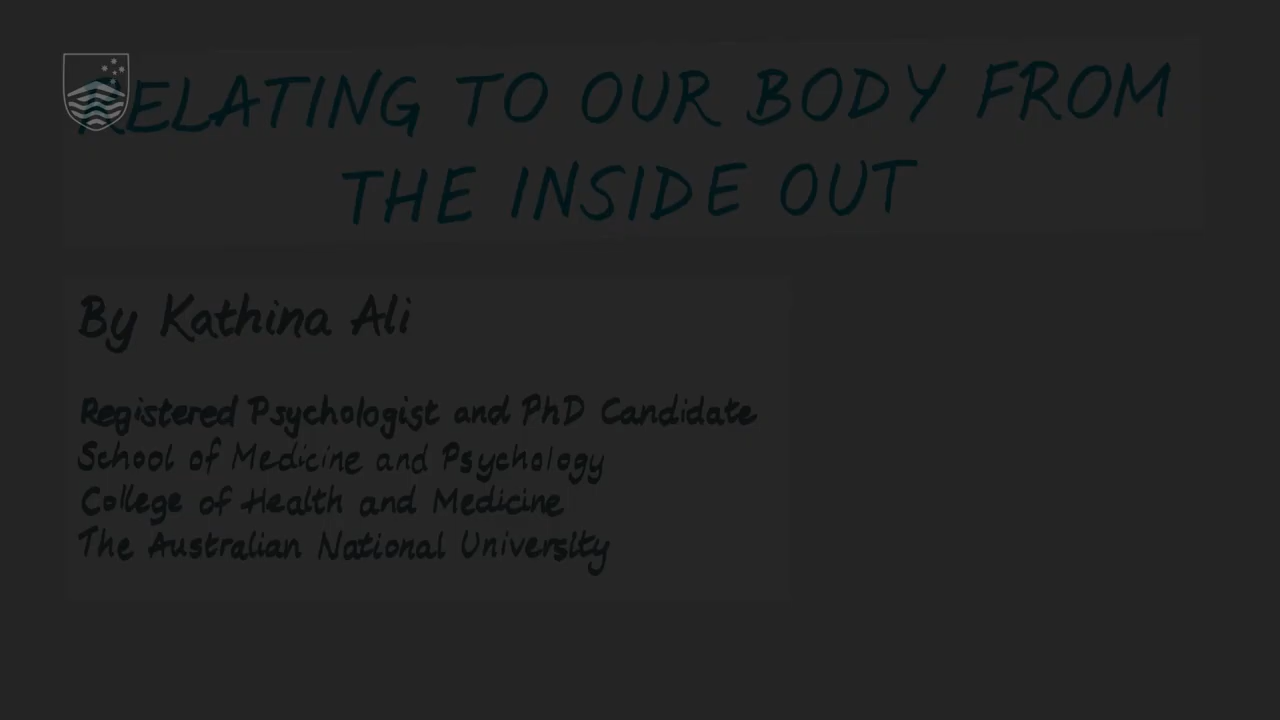 RELATING TO OUR BODY FROM
THE INSIDE OUT
By Kathina Ali
Registered Psychologist and PhD Candidate
School of Medicine and Psychology
College of Health and Medicine
The Australian National University